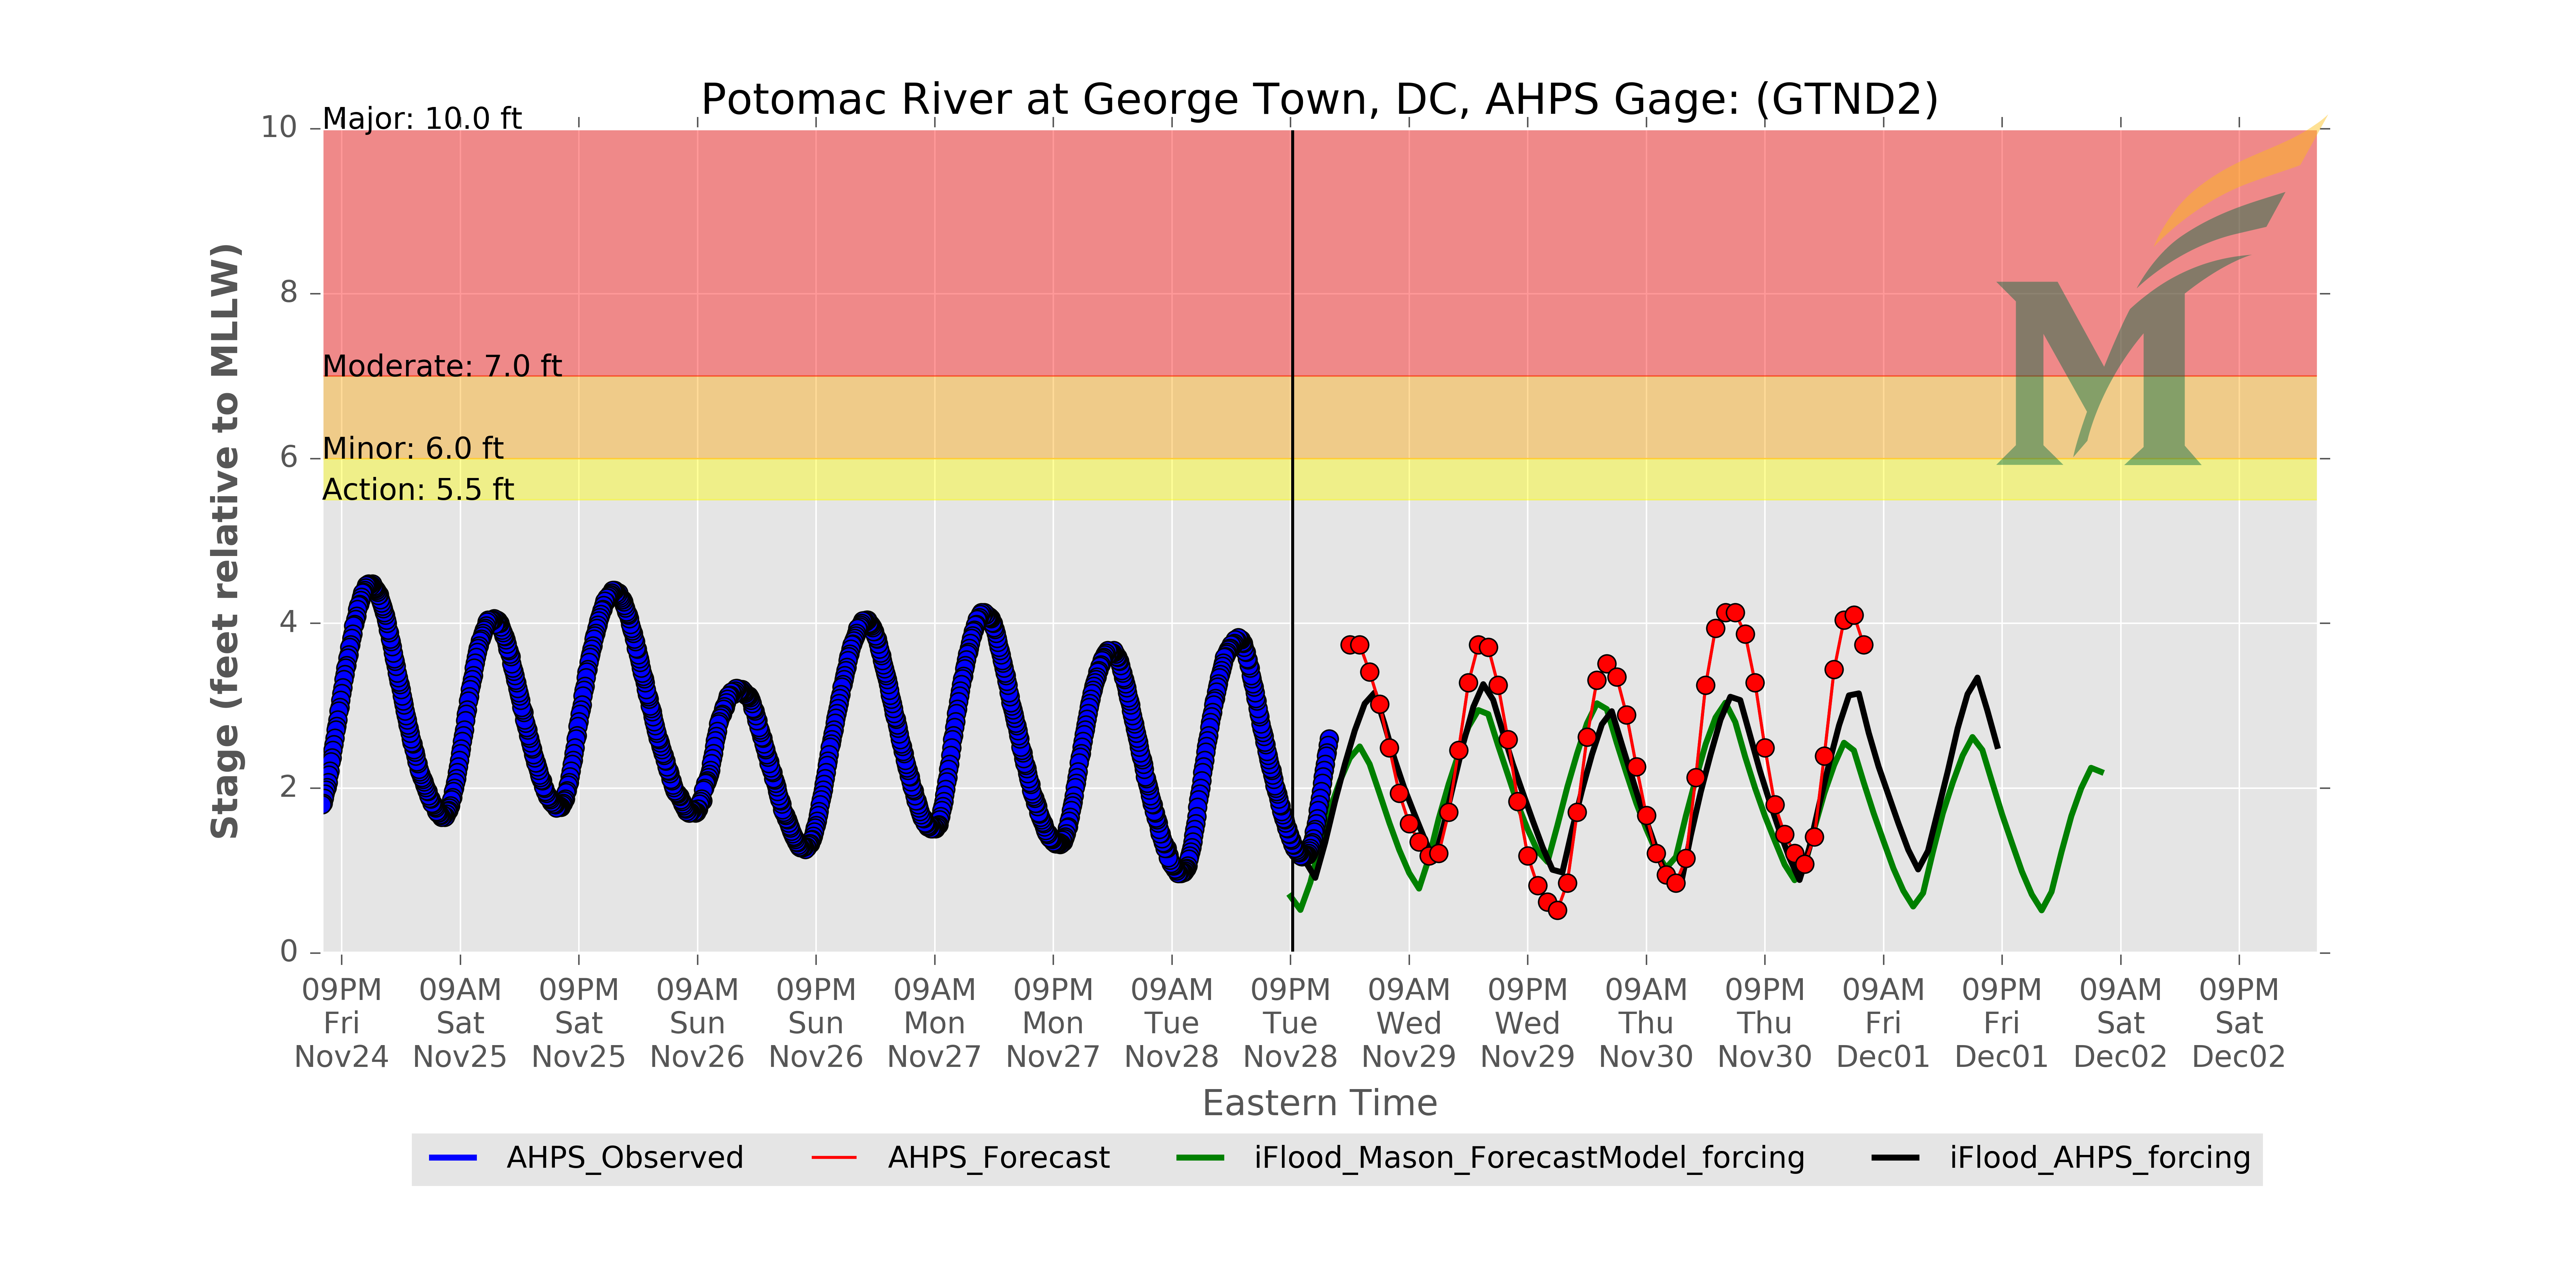 Potomac River at George Town, DC, AHPS Gage: (GTND2)
Major: 10.0 ft
Moderate: 7.0 ft
Minor: 6.0 ft
Action: 5.5 ft
Stage (feet relative to MLLW)
10
8
6
4
2
0
09PM 09AM 09PM 09AM 09PM 09AM 09PM 09AM 09PM 09AM 09PM 09AM 09PM 09AM 09PM 09AM 09PM
Fri Sat Sat Sun Sun Mon Mon Tue Tue Wed Wed Thu Thu Fri Fri Sat Sat
Nov24 Nov25 Nov25 Nov26 Nov26 Nov27 Nov27 Nov28 Nov28 Nov29 Nov29 Nov30 Nov30 Dec01 Dec01 Dec02 Dec02
Eastern Time
AHPS_Observed AHPS_Forecast iFlood_Mason_ForecastModel_forcing iFlood_AHPS_forcing
M